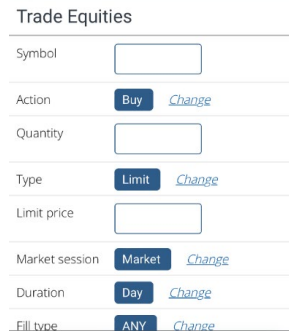 Trade Equities
Symbol
Action Buy Change
Quantity
Type Limit Change
Limit price
Market session Market Change
Duration Day Change
Fill type ANY Change